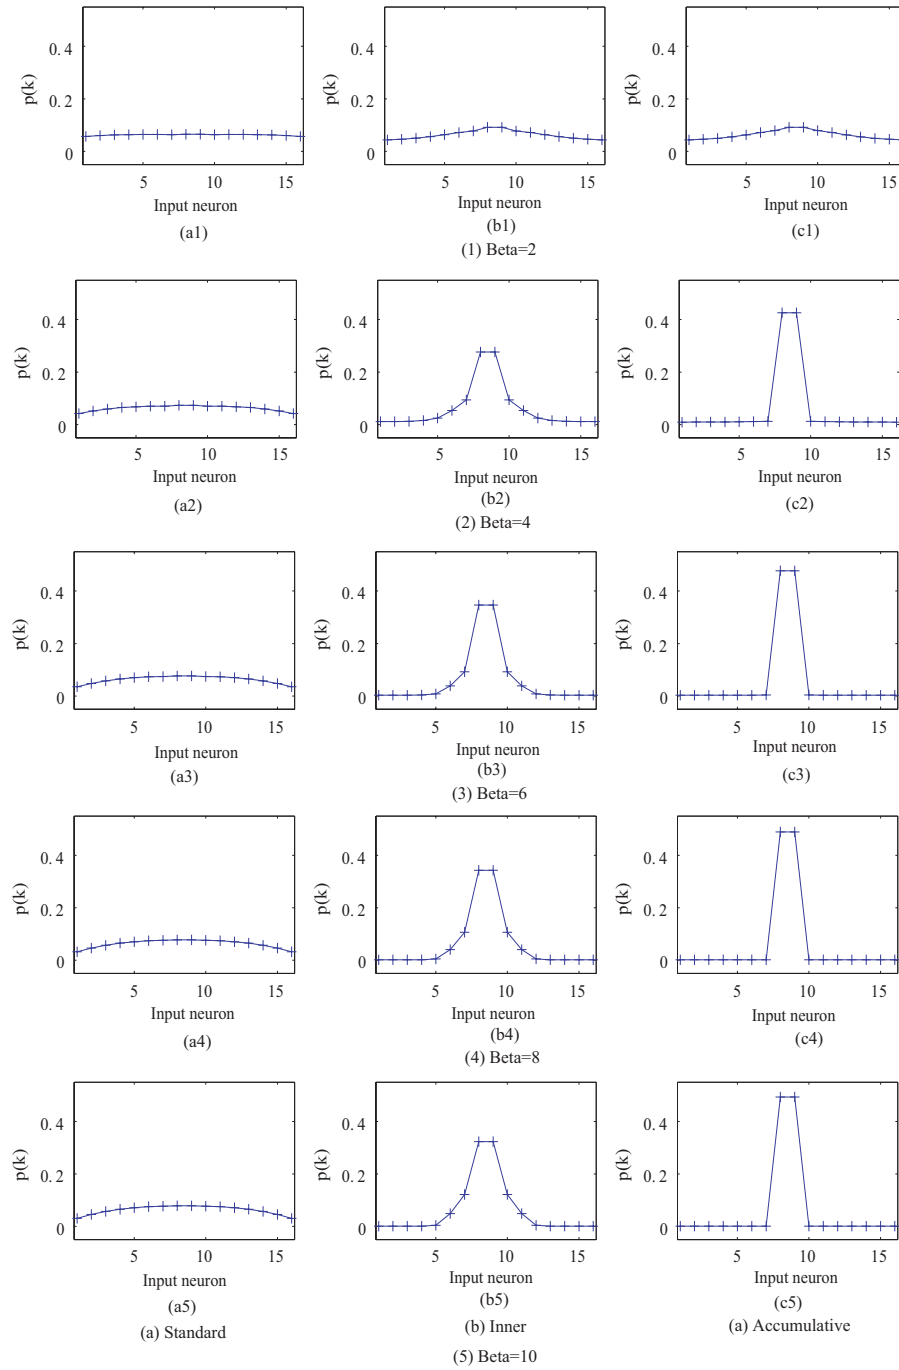 0. 4
0. 4
0. 4
p(k)
p(k)
p(k)
0. 2
0. 2
0. 2
0
0
0
5 10 15
5 10 15
5 10 15
Input neuron
Input neuron
Input neuron
(a1)
(b1)
(c1)
(1) Beta=2
0. 4
0. 4
0. 4
p(k)
p(k)
p(k)
0. 2
0. 2
0. 2
0
0
0
5 10 15
5 10 15
5 10 15
Input neuron
Input neuron
Input neuron
(a2)
(b2)
(c2)
(2) Beta=4
0. 4
0. 4
0. 4
p(k)
p(k)
p(k)
0. 2
0. 2
0. 2
0
0
0
5 10 15
5 10 15
5 10 15
Input neuron
Input neuron
Input neuron
(a3)
(b3)
(c3)
(3) Beta=6
0. 4
0. 4
0. 4
p(k)
p(k)
p(k)
0. 2
0. 2
0. 2
0
0
0
5 10 15
5 10 15
5 10 15
Input neuron
Input neuron
Input neuron
(a4)
(b4)
(c4)
(4) Beta=8
0. 4
0. 4
0. 4
p(k)
p(k)
p(k)
0. 2
0. 2
0. 2
0
0
0
5 10 15
5 10 15
5 10 15
Input neuron
Input neuron
Input neuron
(a5)
(b5)
(c5)
(a) Standard
(b) Inner
(a) Accumulative
(5) Beta=10